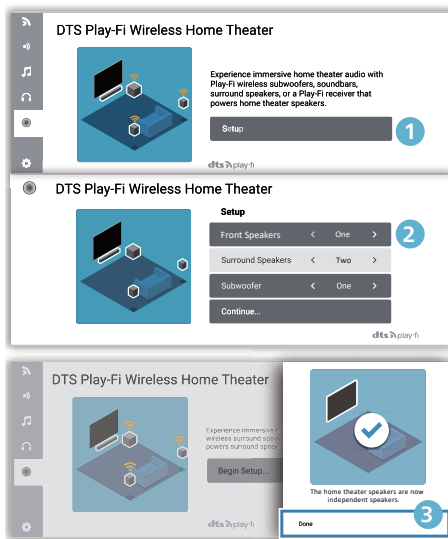 DTS Play-Fi Wireless Home Theater
Experience immersive home theater audio with
Play-Fi wireless subwoofers, soundbars,
surround speakers, or a Play-Fi receiver that
powers home theater speakers.
Setup
1
dts play-fi
DTS Play-Fi Wireless Home Theater
Setup
Front Speakers < One >
2
Surround Speakers < Two >
Subwoofer < One >
Continue...
dts play-fi
DTS Play-Fi Wireless Home Theater
Experience immersive
wireless surround
powers surround
Begin Setup...
dts play-fi
The home theater speakers are now
independent speakers.
Done
3